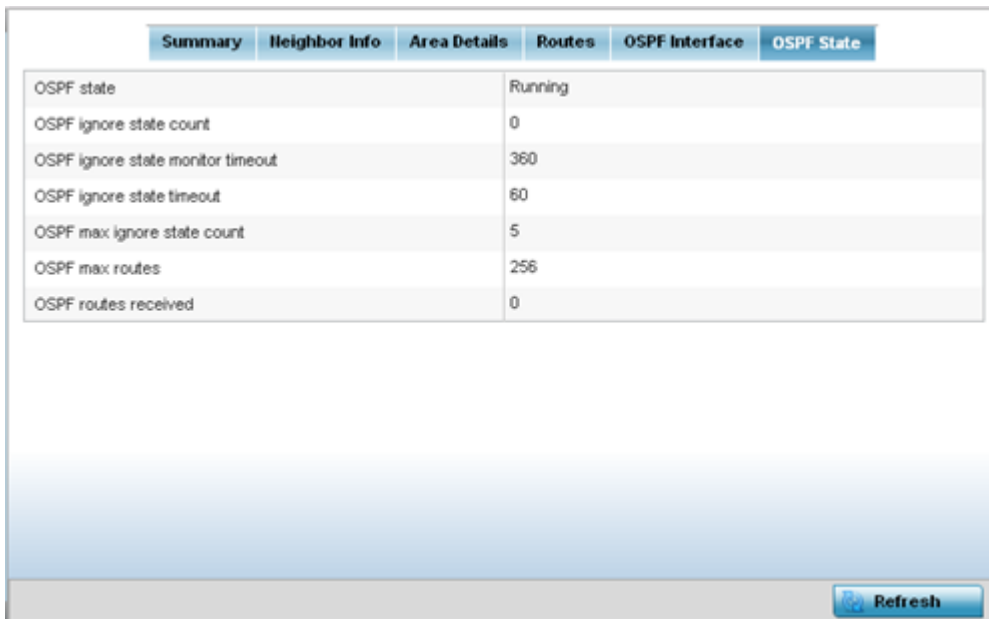 Summary Neighbor Info Area Details Routes OSPF Interface OSPF State
OSPF state Running
OSPF ignore state count 0
OSPF ignore state monitor timeout 360
OSPF ignore state timeout 60
OSPF max ignore state count 5
OSPF max routes 256
OSPF routes received 0
Refresh